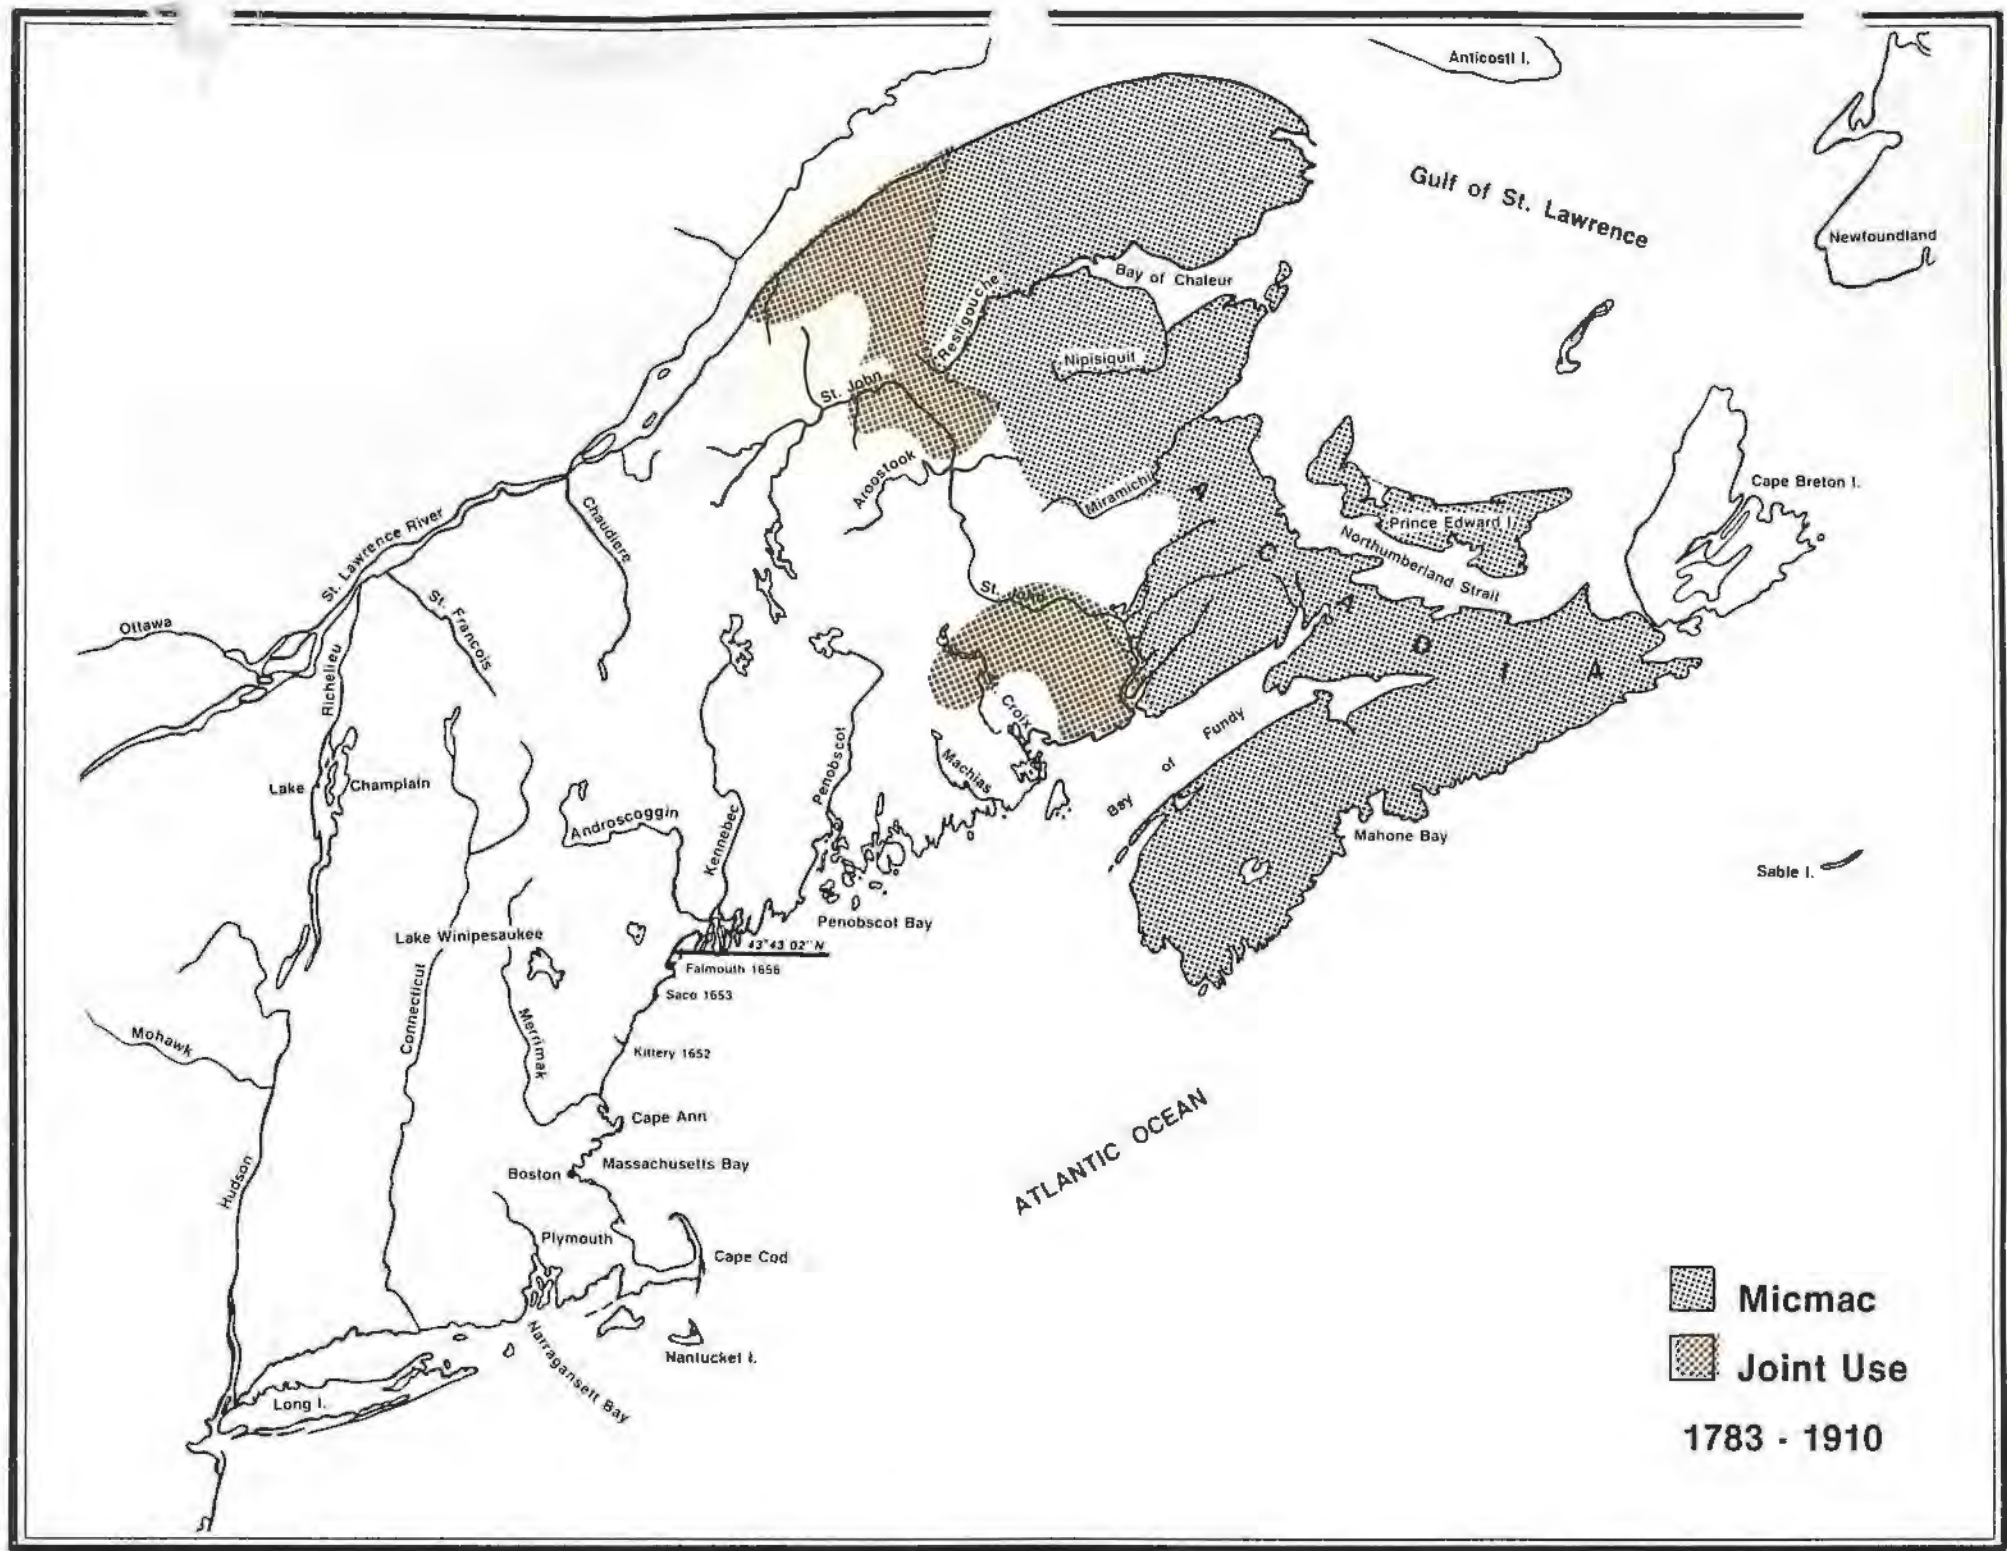 Anticosti I.
Gulf of St. Lawrence
Newfoundland
Bay of Chaleur
Restigouche
Nipisiquit
St. John
Aroostook
Miramichi
Cape Breton I.
Prince Edward I.
Northumberland Strait
A C A D I A
St. Lawrence River
Chaudiere
St. Francois
Ottawa
Richelieu
St. John
Croix
Machias
Bay of Fundy
Penobscot
Lake Champlain
Androscoggin
Kennebec
Mahone Bay
Sable I.
Penobscot Bay
Lake Winipesaukee
43°43 02" N
Falmouth 1656
Saco 1653
Connecticut
Merrimak
Mohawk
Kittery 1652
Cape Ann
ATLANTIC OCEAN
Massachusetts Bay
Boston
Hudson
Plymouth
Cape Cod
Nantucket I.
Narragansett Bay
Long I.
Micmac
Joint Use
1783 - 1910